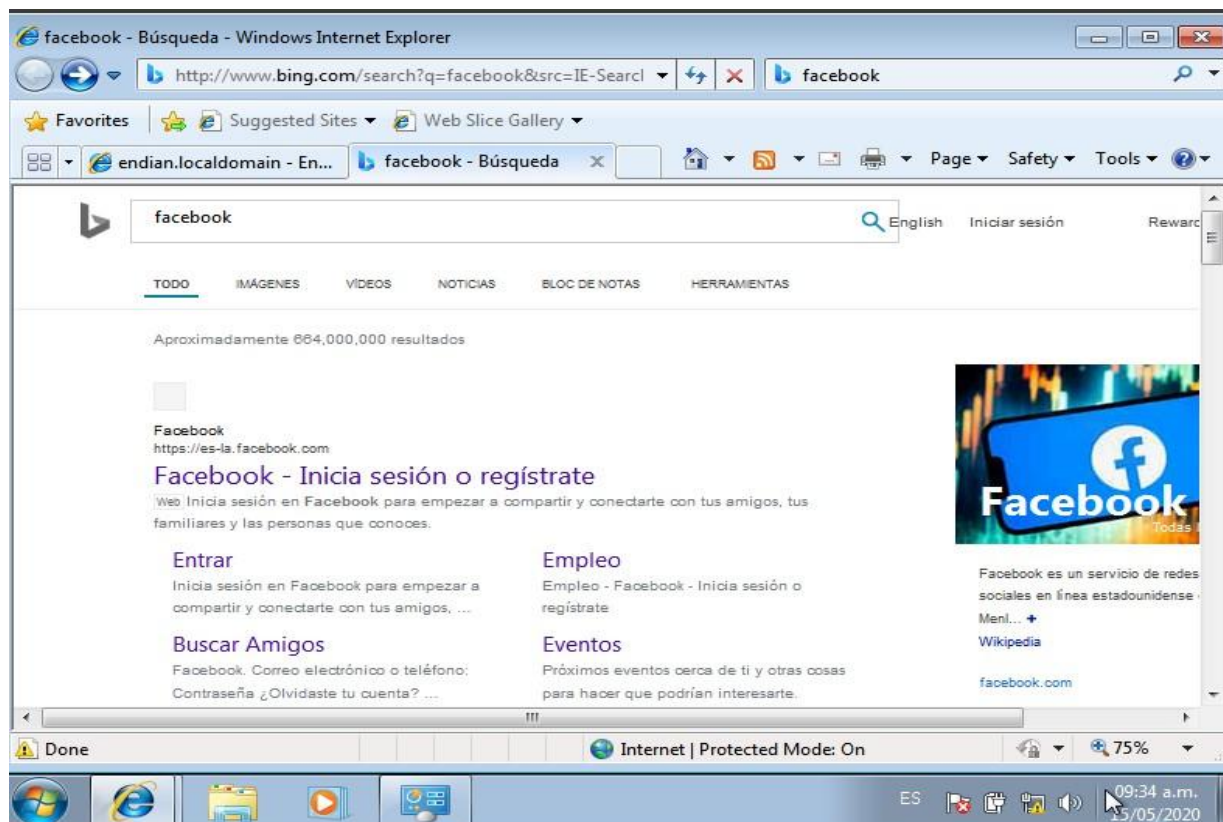 facebook - Búsqueda - Windows Internet Explorer
http://www.bing.com/search?q=facebook&src=IE-Searcl
facebook
Favorites Suggested Sites Web Slice Gallery
endian.localdomain - En... facebook - Búsqueda Page Safety Tools
facebook English Iniciar sesión Rewarc
TODO IMÁGENES VÍDEOS NOTICIAS BLOC DE NOTAS HERRAMIENTAS
Aproximadamente 664,000,000 resultados
Facebook
https://es-la.facebook.com
Facebook - Inicia sesión o regístrate
Web Inicia sesión en Facebook para empezar a compartir y conectarte con tus amigos, tus
familiares y las personas que conoces.
Entrar
Inicia sesión en Facebook para empezar a
compartir y conectarte con tus amigos, ...
Empleo
Empleo - Facebook - Inicia sesión o
regístrate
Buscar Amigos
Facebook. Correo electrónico o teléfono:
Contraseña ¿Olvidaste tu cuenta? ...
Eventos
Próximos eventos cerca de ti y otras cosas
para hacer que podrían interesarte.
Facebook
Todas
Facebook es un servicio de redes
sociales en línea estadounidense
Menl... +
Wikipedia
facebook.com
Done Internet | Protected Mode: On 75%
ES 09:34 a.m.
15/05/2020